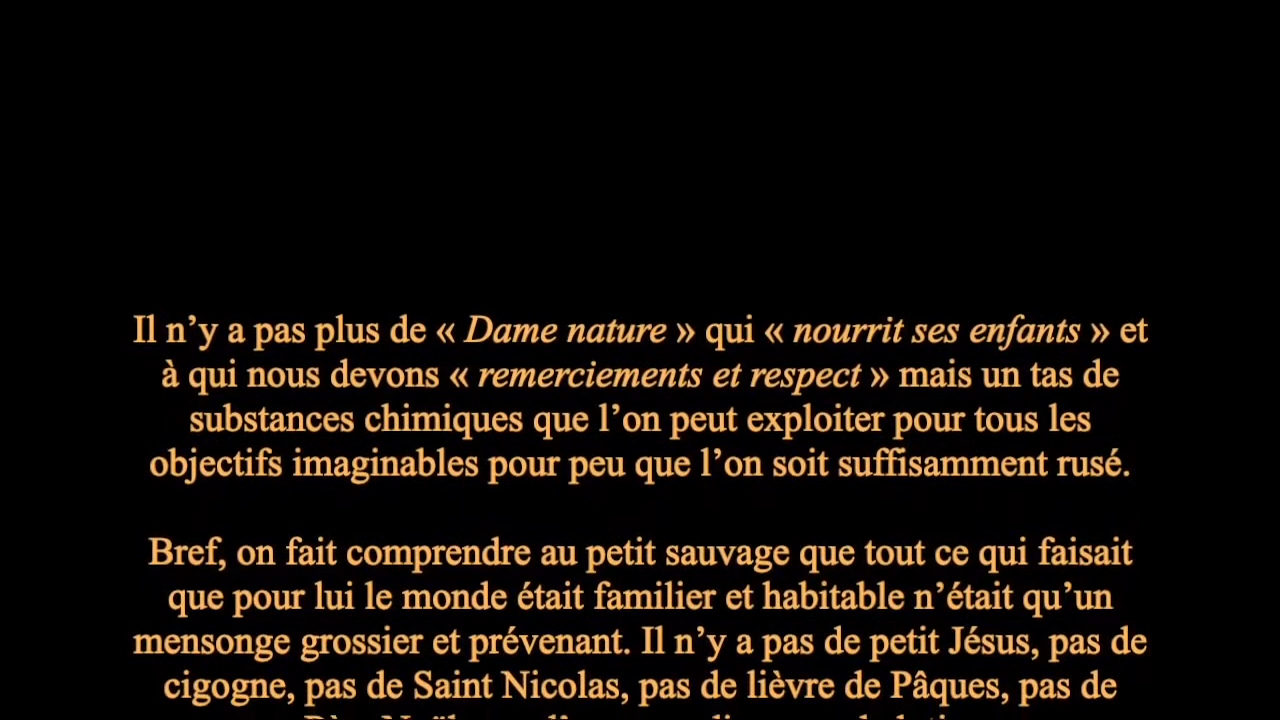 Il n’y a pas plus de « Dame nature » qui « nourrit ses enfants » et
à qui nous devons « remerciements et respect » mais un tas de
substances chimiques que l’on peut exploiter pour tous les
objectifs imaginables pour peu que l’on soit suffisamment rusé.
Bref, on fait comprendre au petit sauvage que tout ce qui faisait
que pour lui le monde était familier et habitable n’était qu’un
mensonge grossier et prévenant. Il n’y a pas de petit Jésus, pas de
cigogne, pas de Saint Nicolas, pas de lièvre de Pâques, pas de